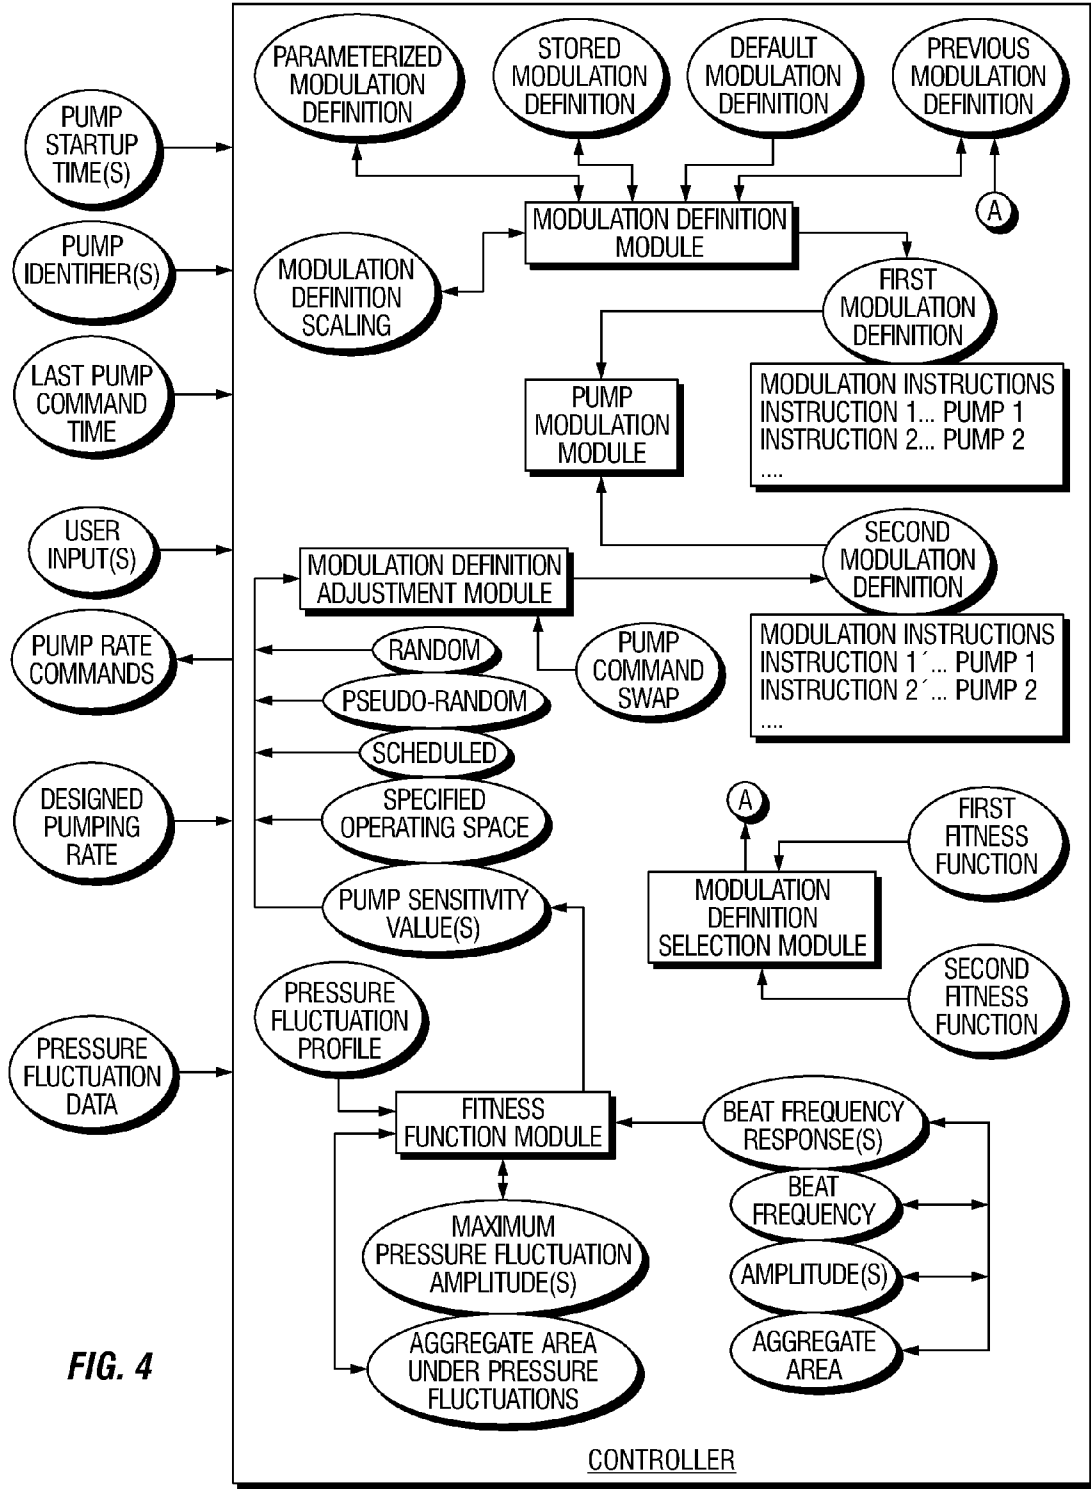 PUMP
STARTUP
TIME(S)
PUMP
IDENTIFIER(S)
LAST PUMP
COMMAND
TIME
USER
INPUT(S)
PUMP RATE
COMMANDS
DESIGNED
PUMPING
RATE
PRESSURE
FLUCTUATION
DATA
PARAMETERIZED
MODULATION
DEFINITION
STORED
MODULATION
DEFINITION
DEFAULT
MODULATION
DEFINITION
PREVIOUS
MODULATION
DEFINITION
A
MODULATION DEFINITION
MODULE
MODULATION
DEFINITION
SCALING
FIRST
MODULATION
DEFINITION
MODULATION INSTRUCTIONS
INSTRUCTION 1... PUMP 1
INSTRUCTION 2... PUMP 2
....
PUMP
MODULATION
MODULE
SECOND
MODULATION
DEFINITION
MODULATION INSTRUCTIONS
INSTRUCTION 1´... PUMP 1
INSTRUCTION 2´... PUMP 2
....
MODULATION DEFINITION
ADJUSTMENT MODULE
PUMP
COMMAND
SWAP
RANDOM
PSEUDO-RANDOM
SCHEDULED
SPECIFIED
OPERATING SPACE
PUMP SENSITIVITY
VALUE(S)
A
MODULATION
DEFINITION
SELECTION MODULE
FIRST
FITNESS
FUNCTION
SECOND
FITNESS
FUNCTION
PRESSURE
FLUCTUATION
PROFILE
FITNESS
FUNCTION MODULE
MAXIMUM
PRESSURE FLUCTUATION
AMPLITUDE(S)
AGGREGATE AREA
UNDER PRESSURE
FLUCTUATIONS
BEAT FREQUENCY
RESPONSE(S)
BEAT
FREQUENCY
AMPLITUDE(S)
AGGREGATE
AREA
FIG. 4
CONTROLLER